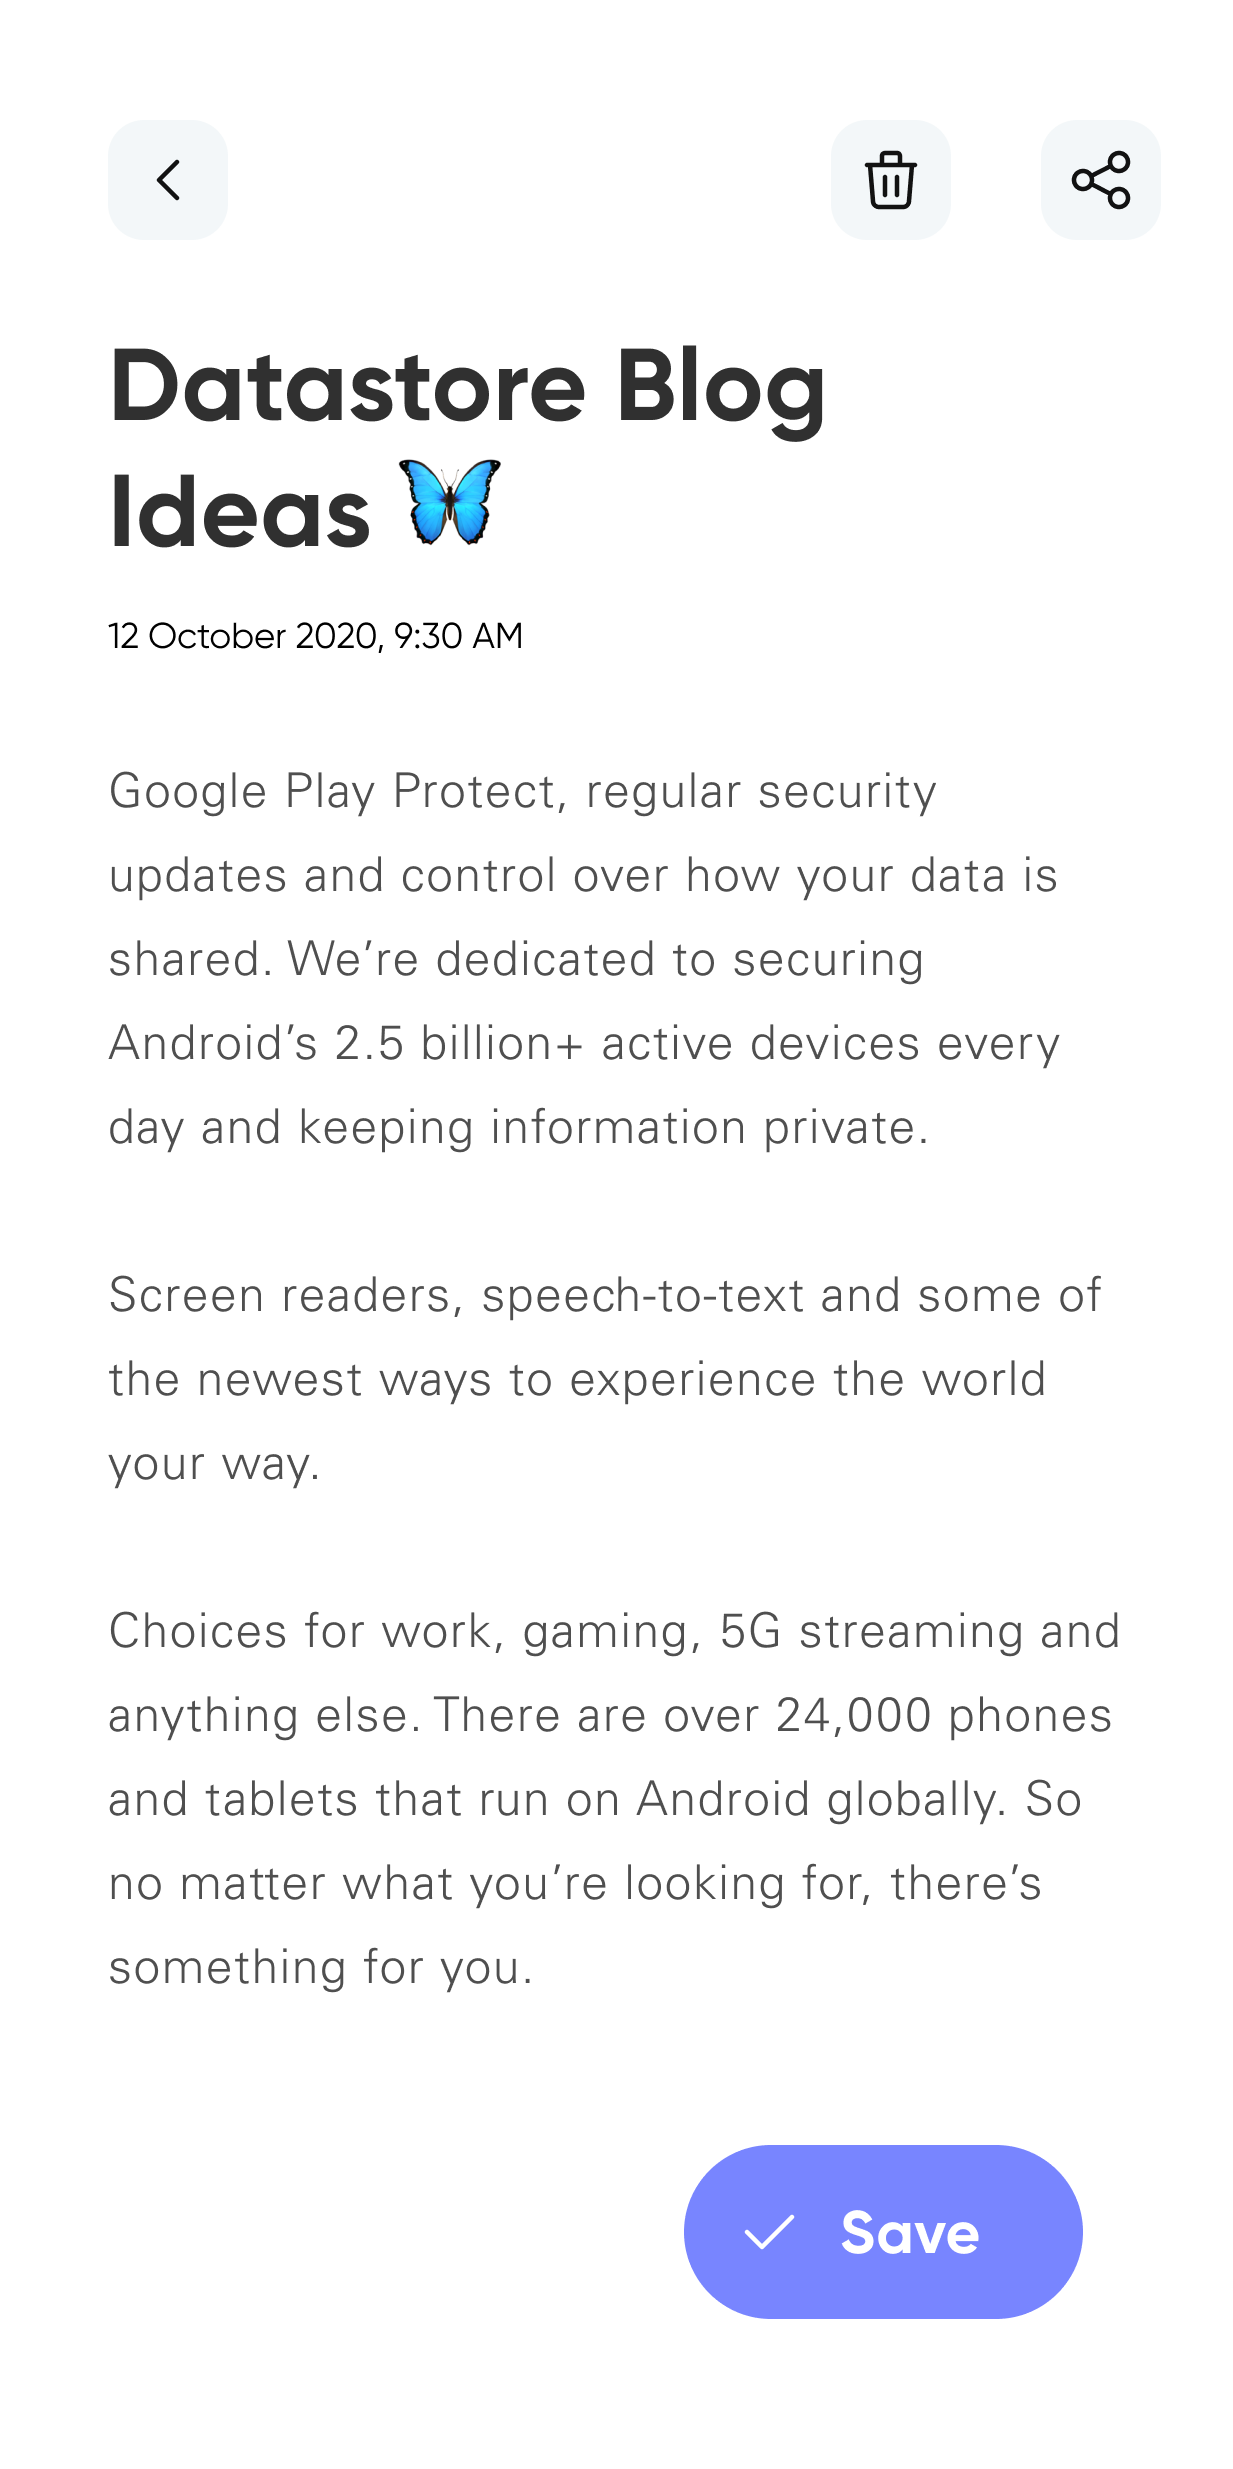 Datastore Blog
Ideas 🦋
12 October 2020, 9:30 AM
Google Play Protect, regular security
updates and control over how your data is
shared. We’re dedicated to securing
Android’s 2.5 billion+ active devices every
day and keeping information private.
Screen readers, speech-to-text and some of
the newest ways to experience the world
your way.
Choices for work, gaming, 5G streaming and
anything else. There are over 24,000 phones
and tablets that run on Android globally. So
no matter what you’re looking for, there’s
something for you.
Save